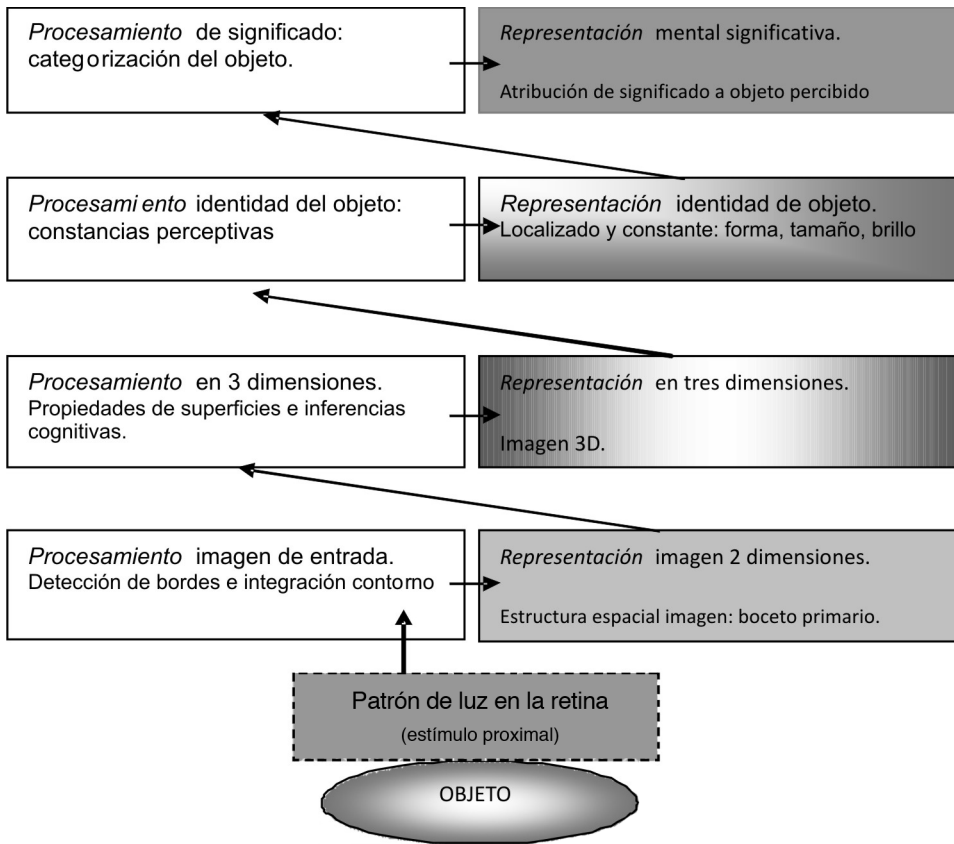 Procesamiento de significado:
categorización del objeto.
Representación mental significativa.
Atribución de significado a objeto percibido
Procesamiento identidad del objeto:
constancias perceptivas
Representación identidad de objeto.
Localizado y constante: forma, tamaño, brillo
Procesamiento en 3 dimensiones.
Propiedades de superficies e inferencias
cognitivas.
Representación en tres dimensiones.
Imagen 3D.
Procesamiento imagen de entrada.
Detección de bordes e integración contorno
Representación imagen 2 dimensiones.
Estructura espacial imagen: boceto primario.
Patrón de luz en la retina
(estímulo proximal)
OBJETO